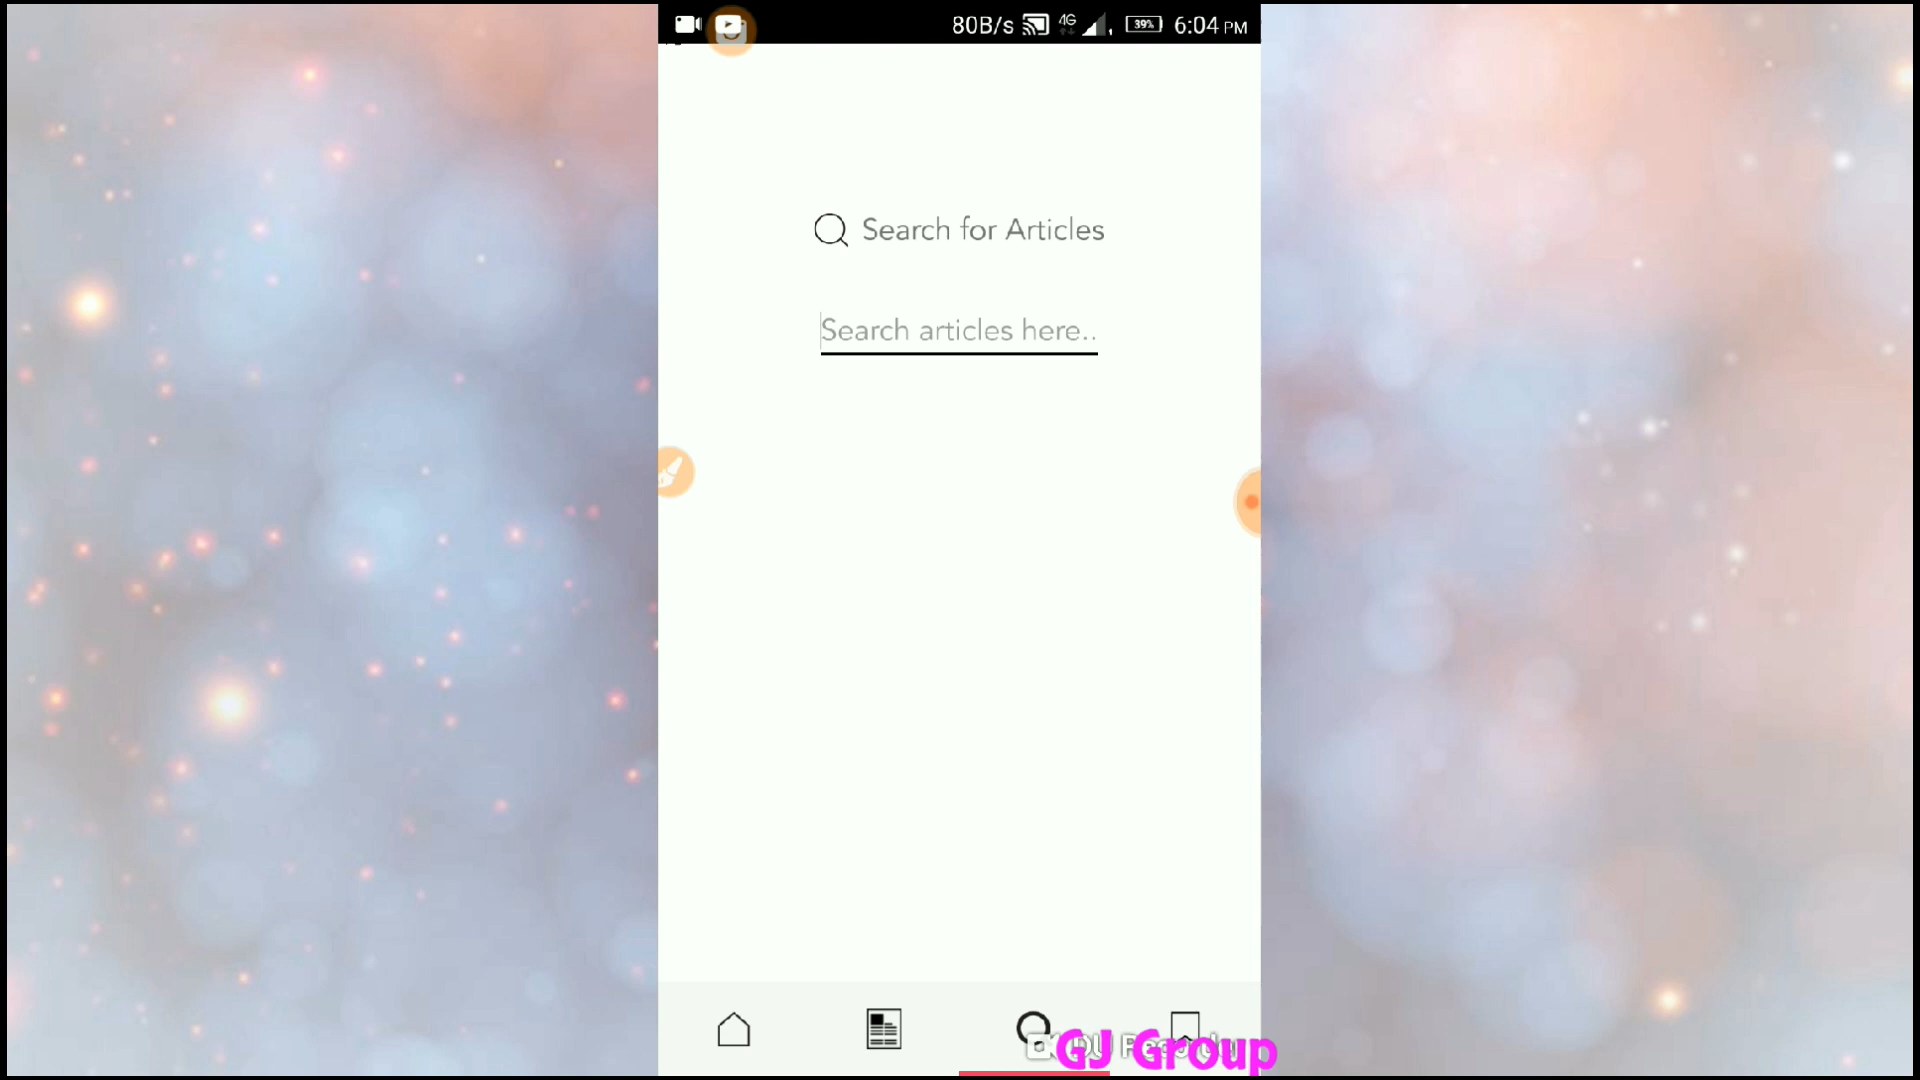 80B/s 4G 39% 6:04 PM
Search for Articles
Search articles here..
GJ Group